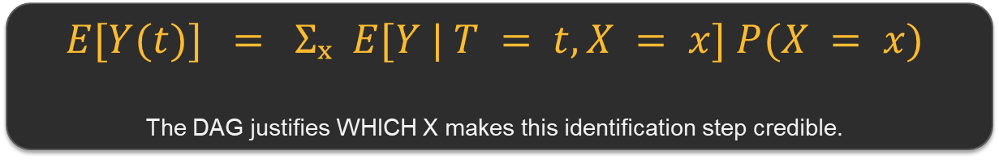 E[Y(t)] = Σₓ E[Y | T = t, X = x] P(X = x)
The DAG justifies WHICH X makes this identification step credible.